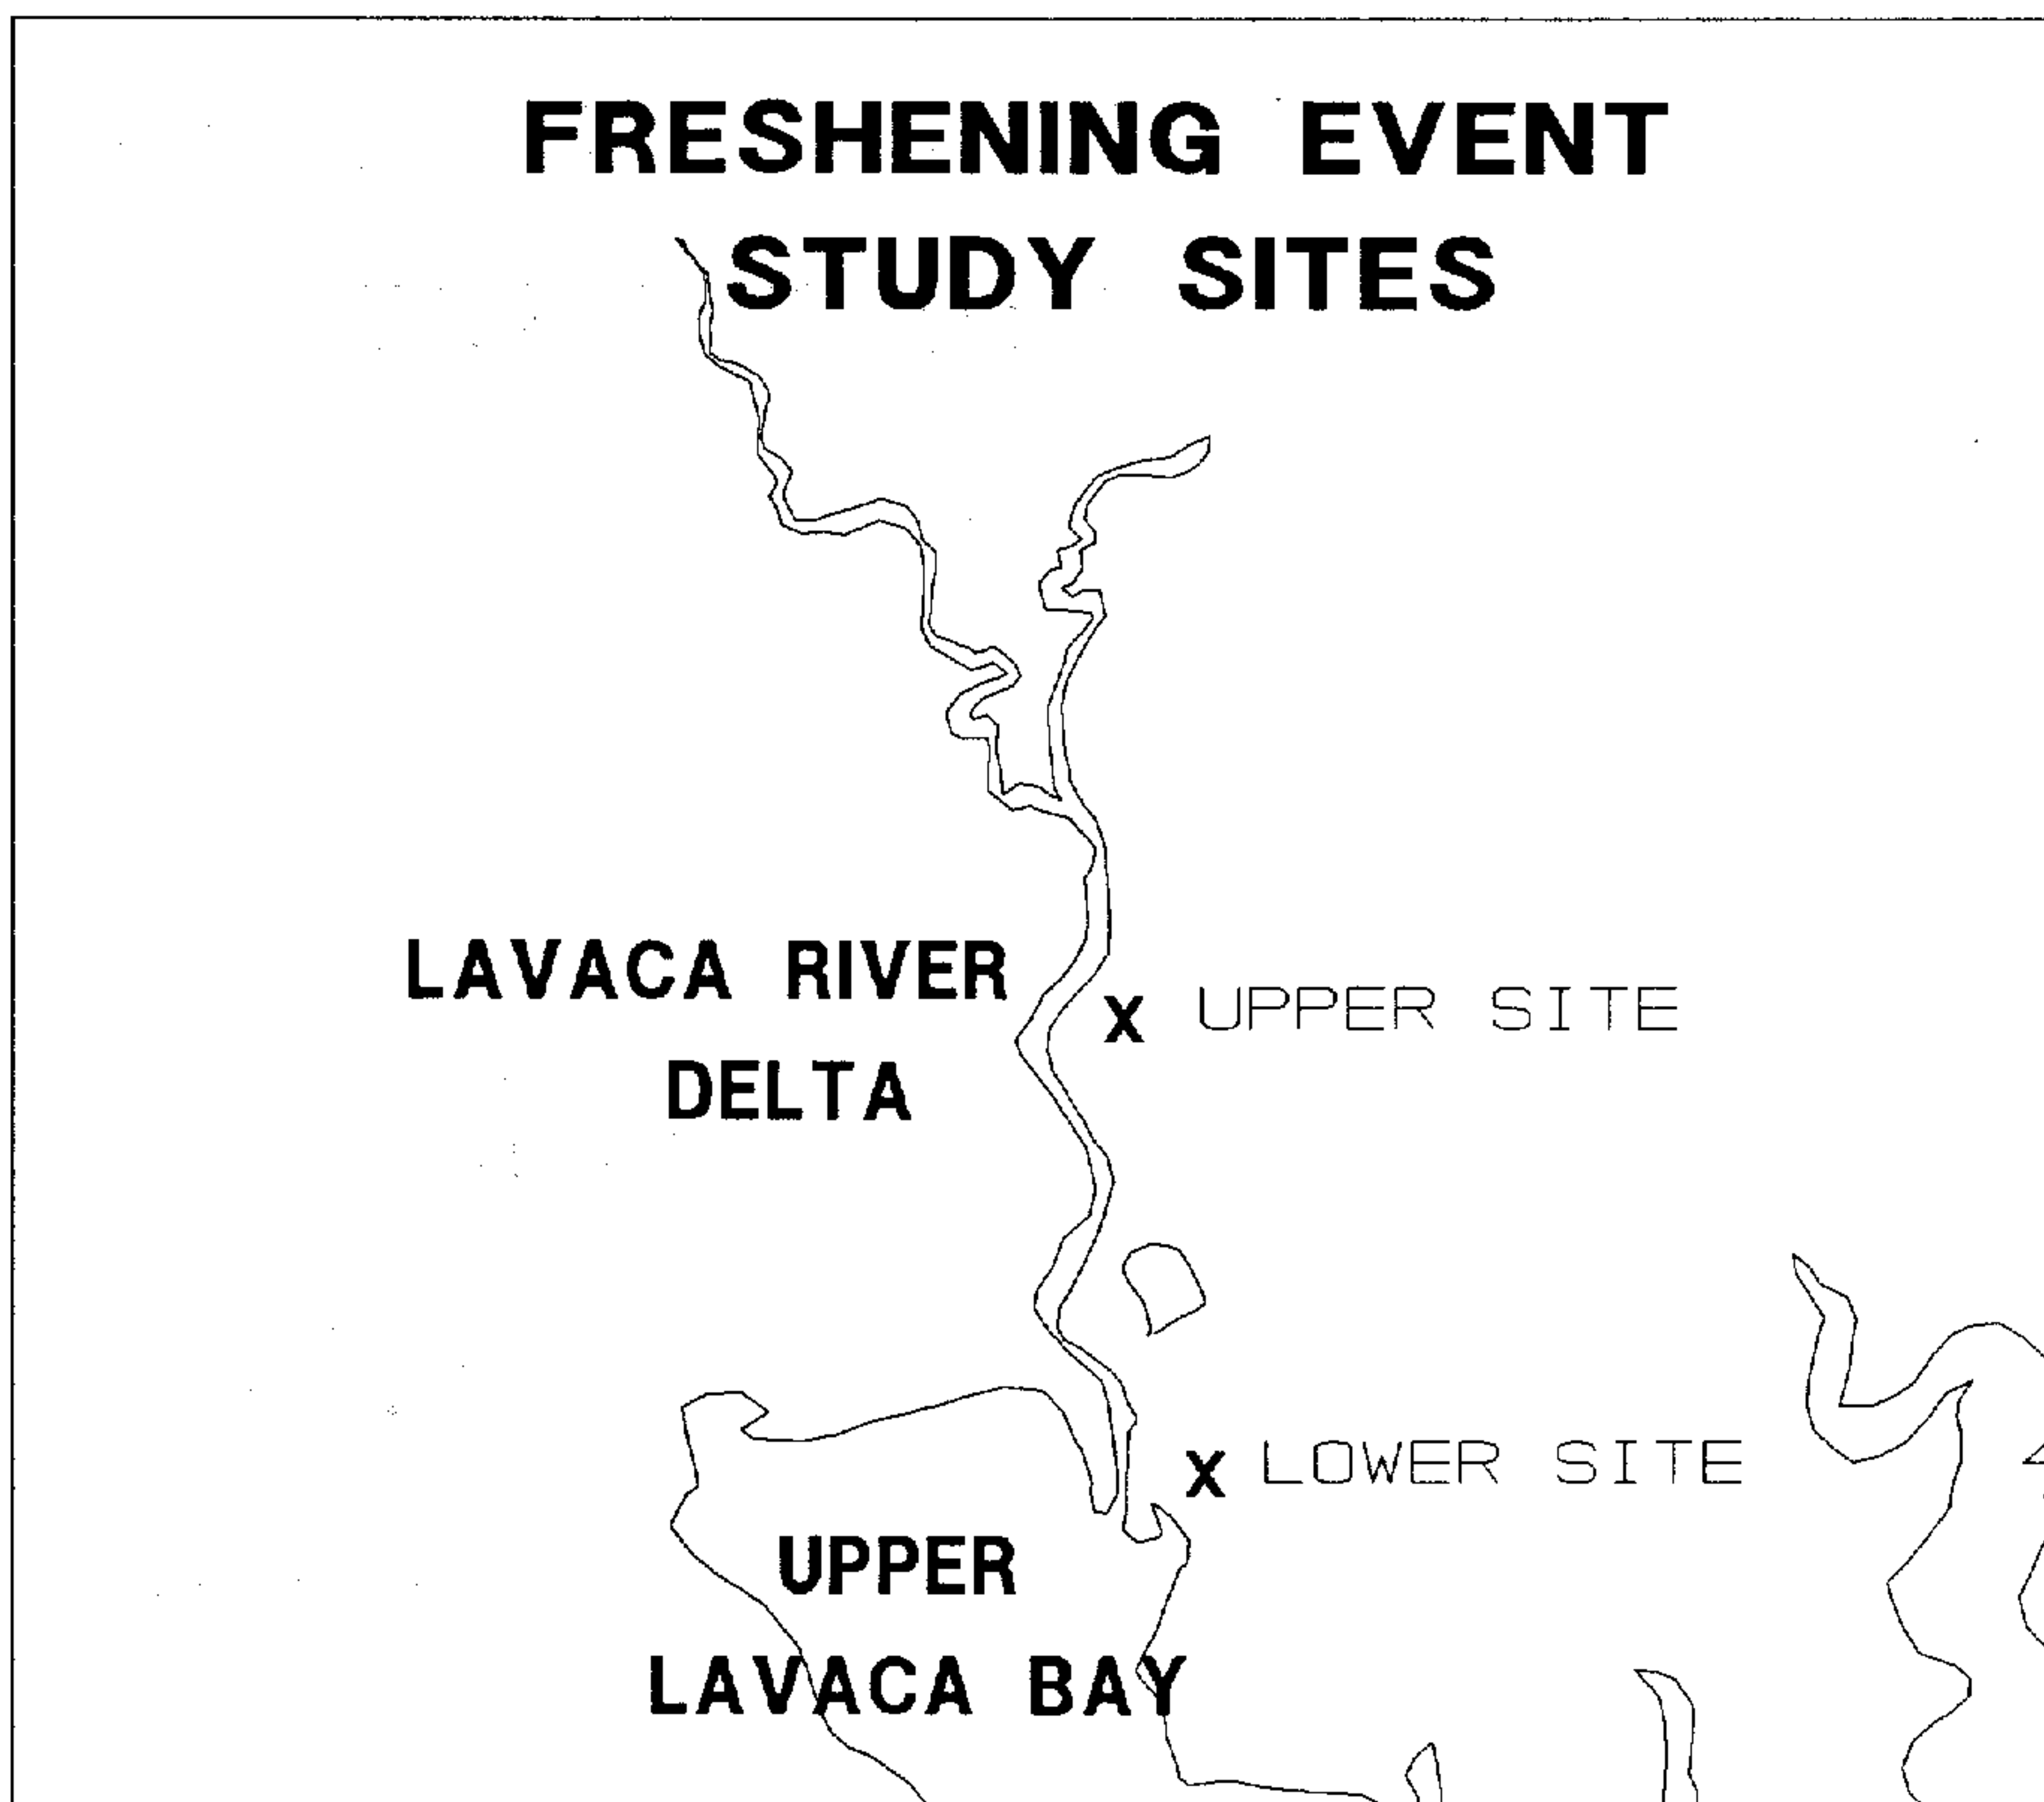 FRESHENING EVENT
STUDY SITES
LAVACA RIVER
DELTA
X UPPER SITE
X LOWER SITE
UPPER
LAVACA BAY